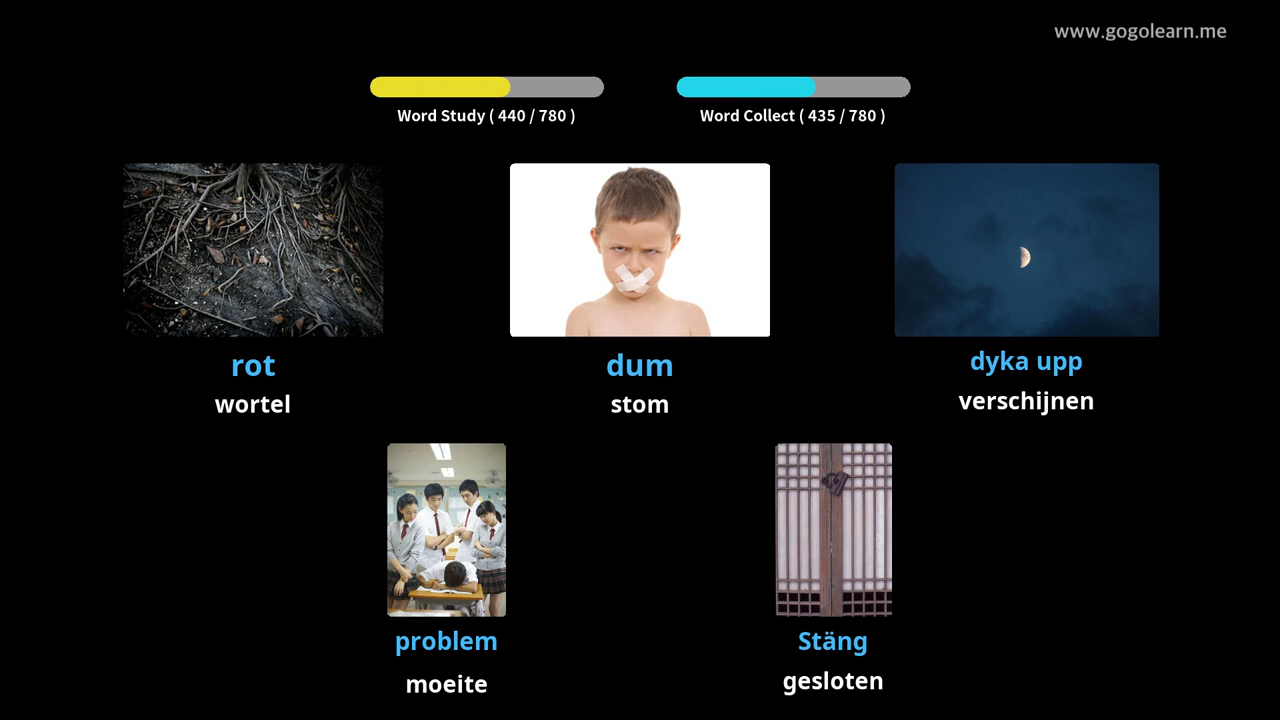 www.gogolearn.me
Word Study ( 440 / 780 )
Word Collect ( 435 / 780 )
rot
wortel
dum
stom
dyka upp
verschijnen
problem
moeite
Stäng
gesloten